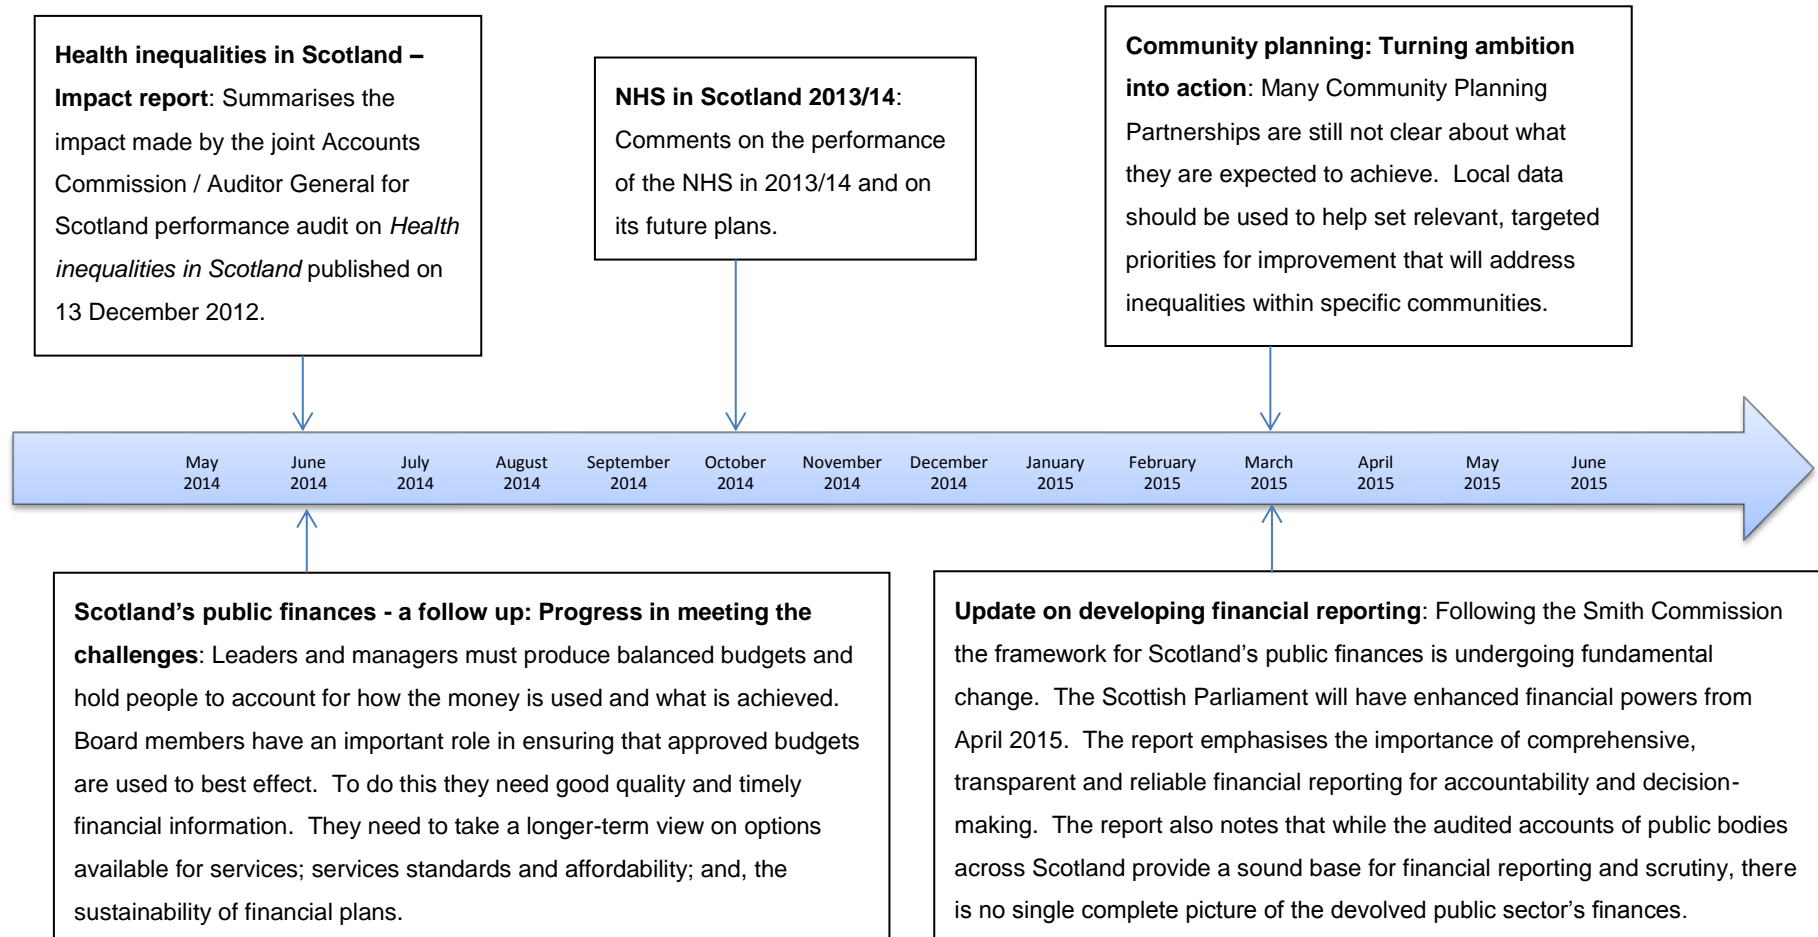 Health inequalities in Scotland –
Impact report: Summarises the
impact made by the joint Accounts
Commission / Auditor General for
Scotland performance audit on Health
inequalities in Scotland published on
13 December 2012.
NHS in Scotland 2013/14:
Comments on the performance
of the NHS in 2013/14 and on
its future plans.
Community planning: Turning ambition
into action: Many Community Planning
Partnerships are still not clear about what
they are expected to achieve. Local data
should be used to help set relevant, targeted
priorities for improvement that will address
inequalities within specific communities.
May
2014
June
2014
July
2014
August
2014
September
2014
October
2014
November
2014
December
2014
January
2015
February
2015
March
2015
April
2015
May
2015
June
2015
Scotland’s public finances - a follow up: Progress in meeting the
challenges: Leaders and managers must produce balanced budgets and
hold people to account for how the money is used and what is achieved.
Board members have an important role in ensuring that approved budgets
are used to best effect. To do this they need good quality and timely
financial information. They need to take a longer-term view on options
available for services; services standards and affordability; and, the
sustainability of financial plans.
Update on developing financial reporting: Following the Smith Commission
the framework for Scotland’s public finances is undergoing fundamental
change. The Scottish Parliament will have enhanced financial powers from
April 2015. The report emphasises the importance of comprehensive,
transparent and reliable financial reporting for accountability and decision-
making. The report also notes that while the audited accounts of public bodies
across Scotland provide a sound base for financial reporting and scrutiny, there
is no single complete picture of the devolved public sector’s finances.